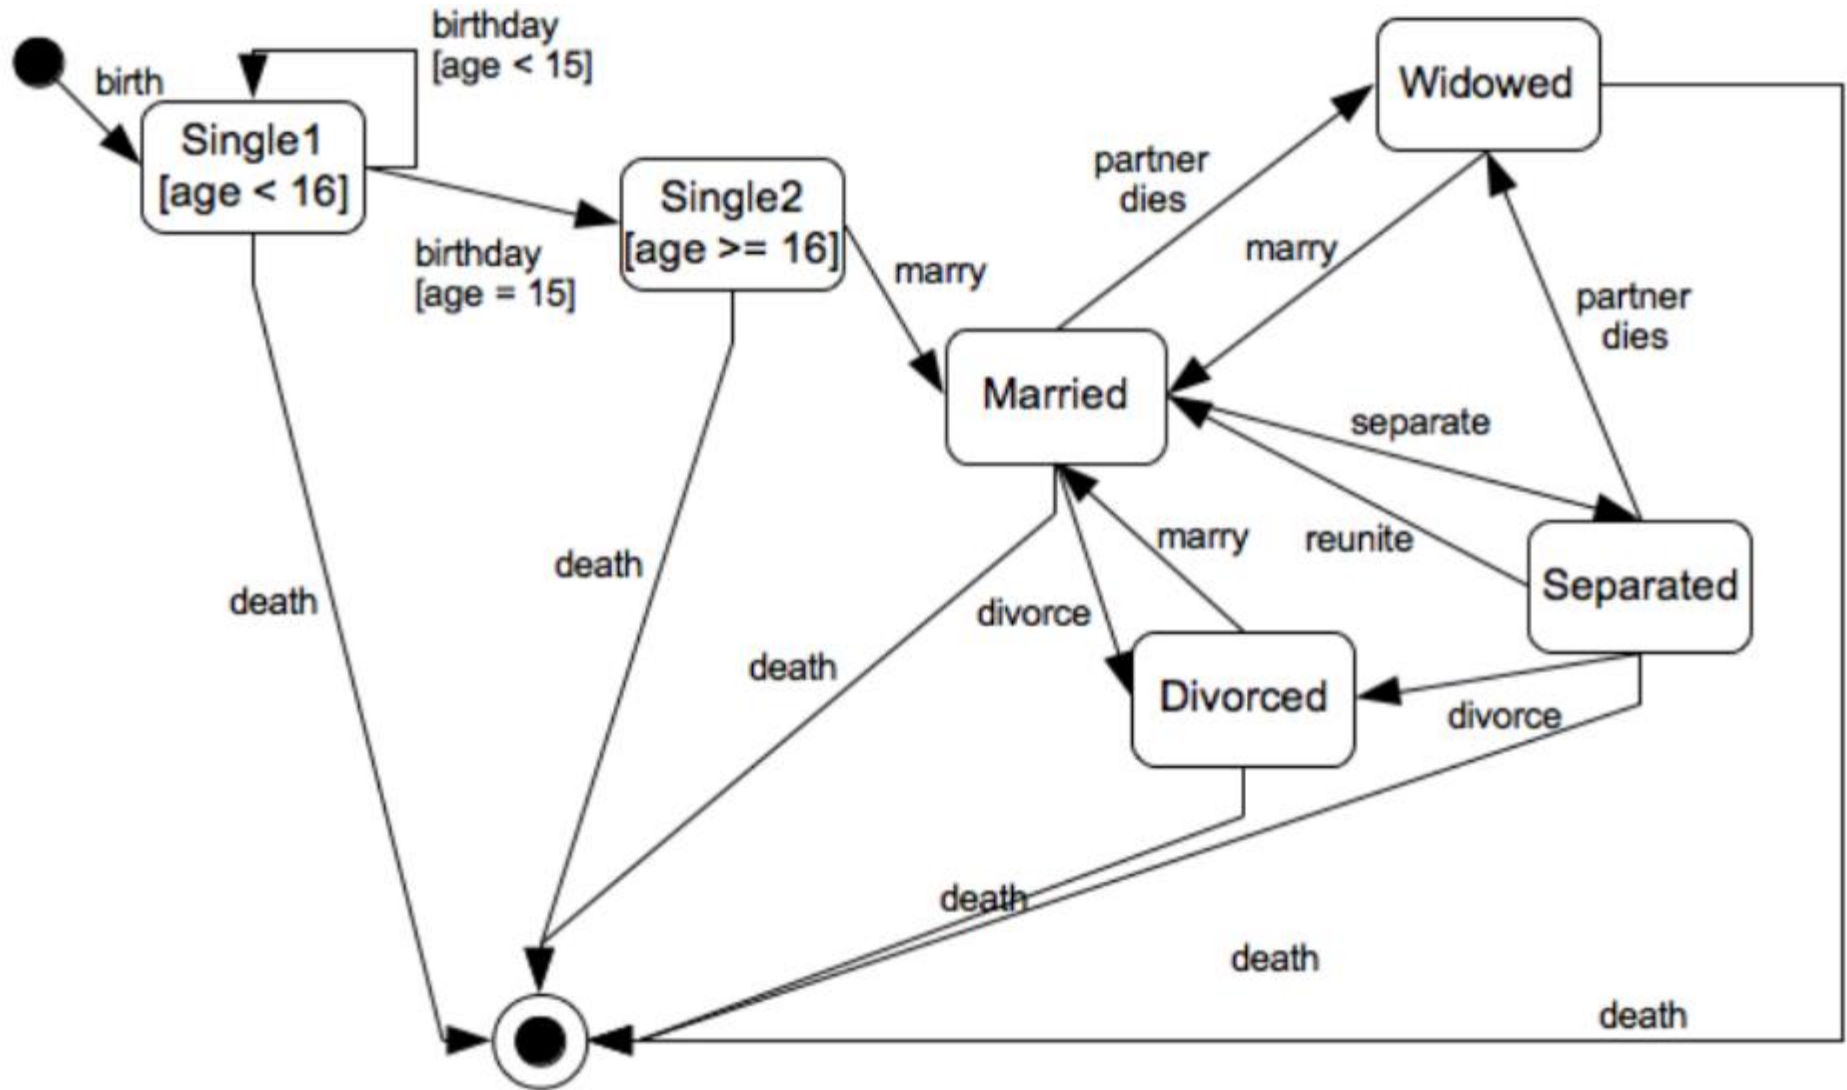 birthday
[age < 15]
birth
Single1
[age < 16]
Widowed
partner
dies
Single2
[age >= 16]
birthday
[age = 15]
marry
marry
partner
dies
Married
separate
marry
reunite
death
death
divorce
Separated
death
Divorced
divorce
death
death
death